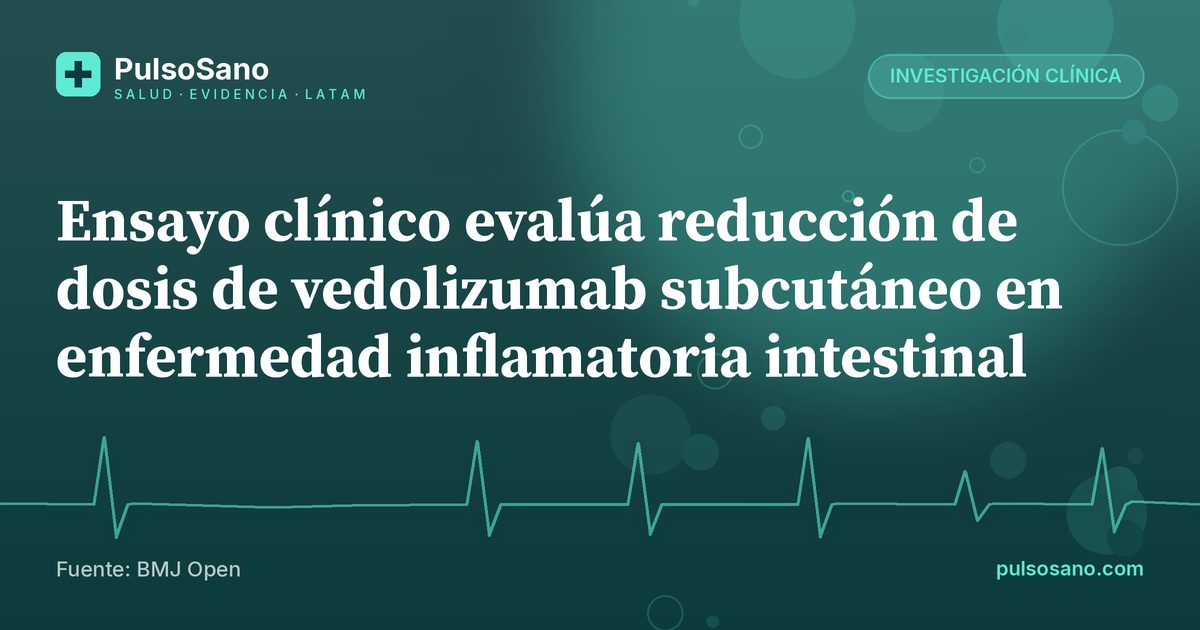 PulsoSano
SALUD · EVIDENCIA · LATAM
INVESTIGACIÓN CLÍNICA
Ensayo clínico evalúa reducción de
dosis de vedolizumab subcutáneo en
enfermedad inflamatoria intestinal
Fuente: BMJ Open
pulsosano.com